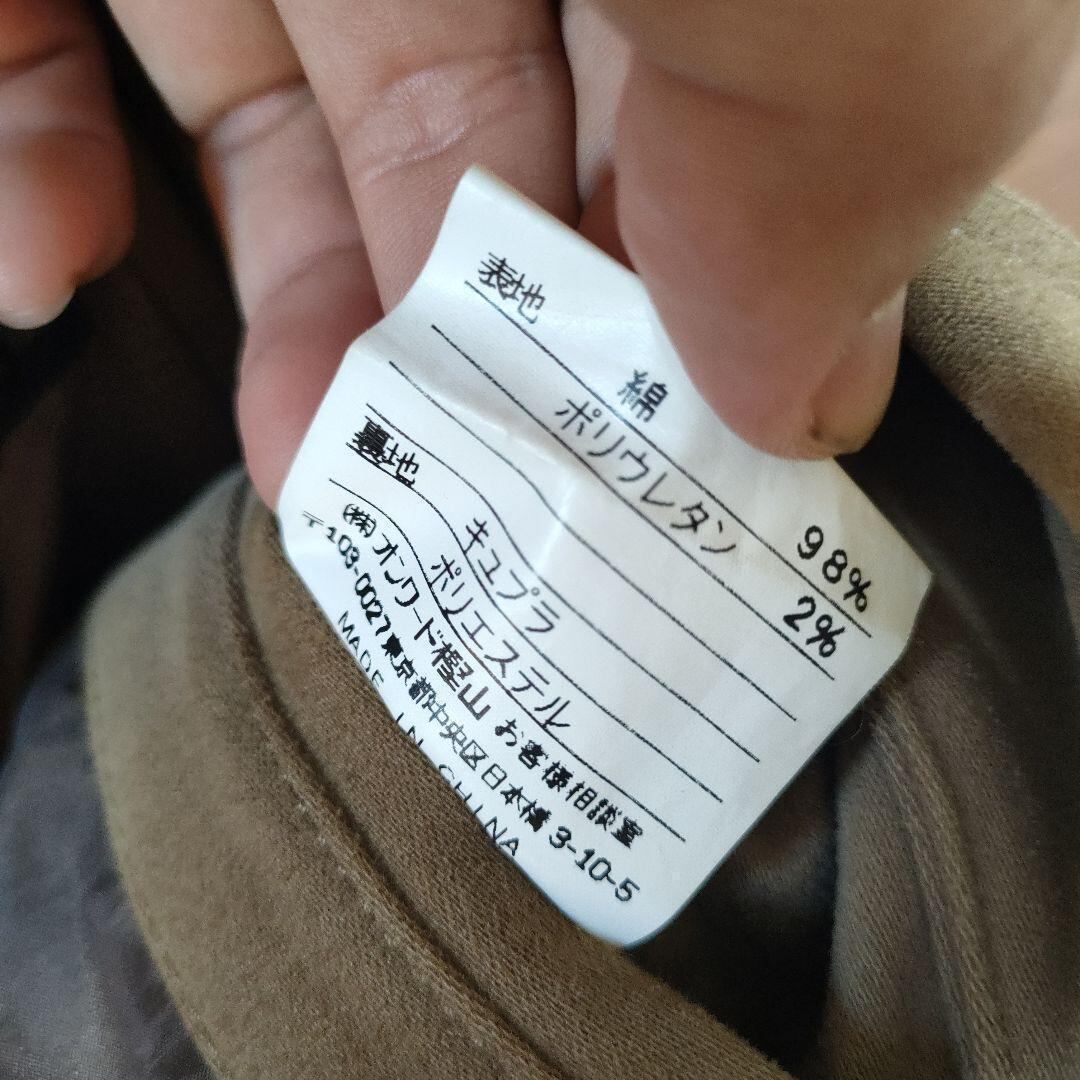 表地
綿 98%
ポリウレタン 2%
裏地
キュプラ
ポリエステル
(株)オンワード樫山 お客様相談室
〒103-0027東京都中央区日本橋3-10-5
MADE IN CHINA